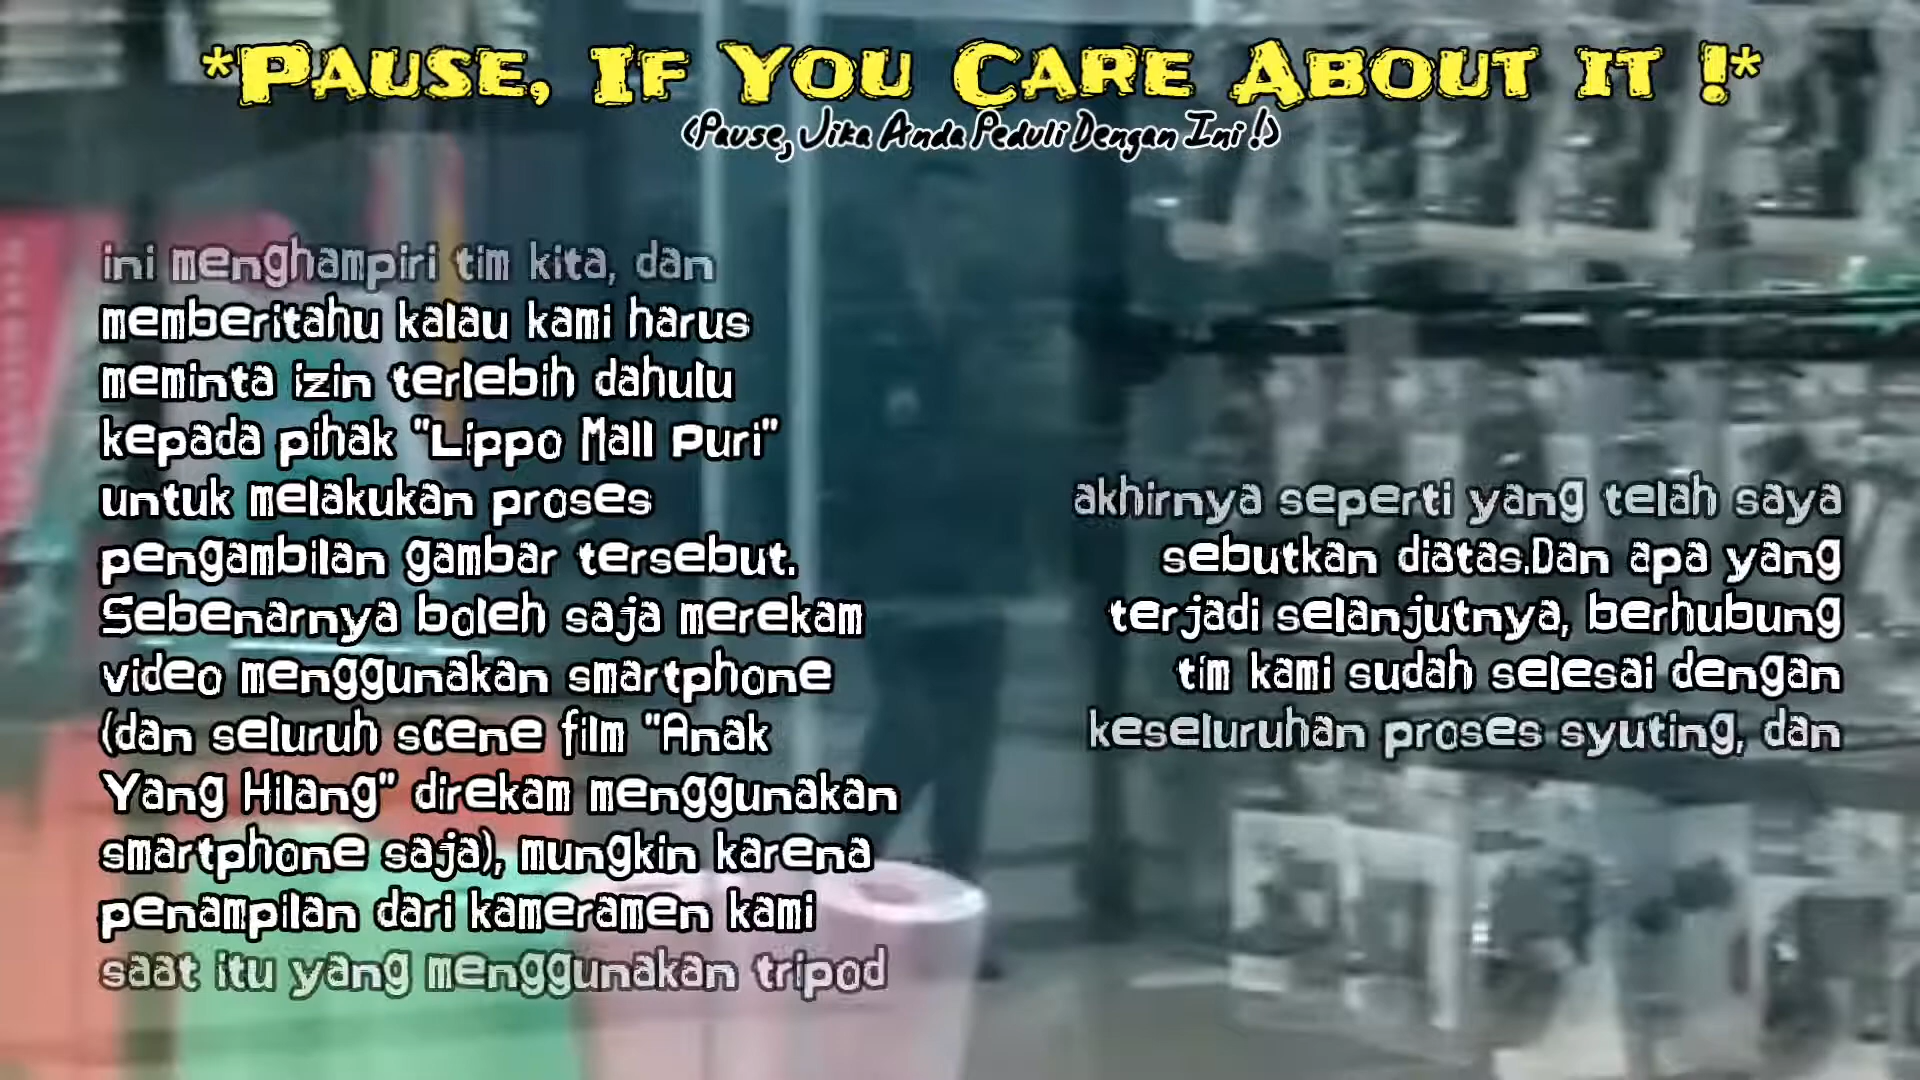 *Pause, If You Care About it !*
(Pause, Jika Anda Peduli Dengan Ini !)
ini menghampiri tim kita, dan
memberitahu kalau kami harus
meminta izin terlebih dahulu
kepada pihak "Lippo Mall Puri"
untuk melakukan proses
pengambilan gambar tersebut.
Sebenarnya boleh saja merekam
video menggunakan smartphone
(dan seluruh scene film "Anak
Yang Hilang" direkam menggunakan
smartphone saja), mungkin karena
penampilan dari kameramen kami
saat itu yang menggunakan tripod
akhirnya seperti yang telah saya
sebutkan diatas.Dan apa yang
terjadi selanjutnya, berhubung
tim kami sudah selesai dengan
keseluruhan proses syuting, dan